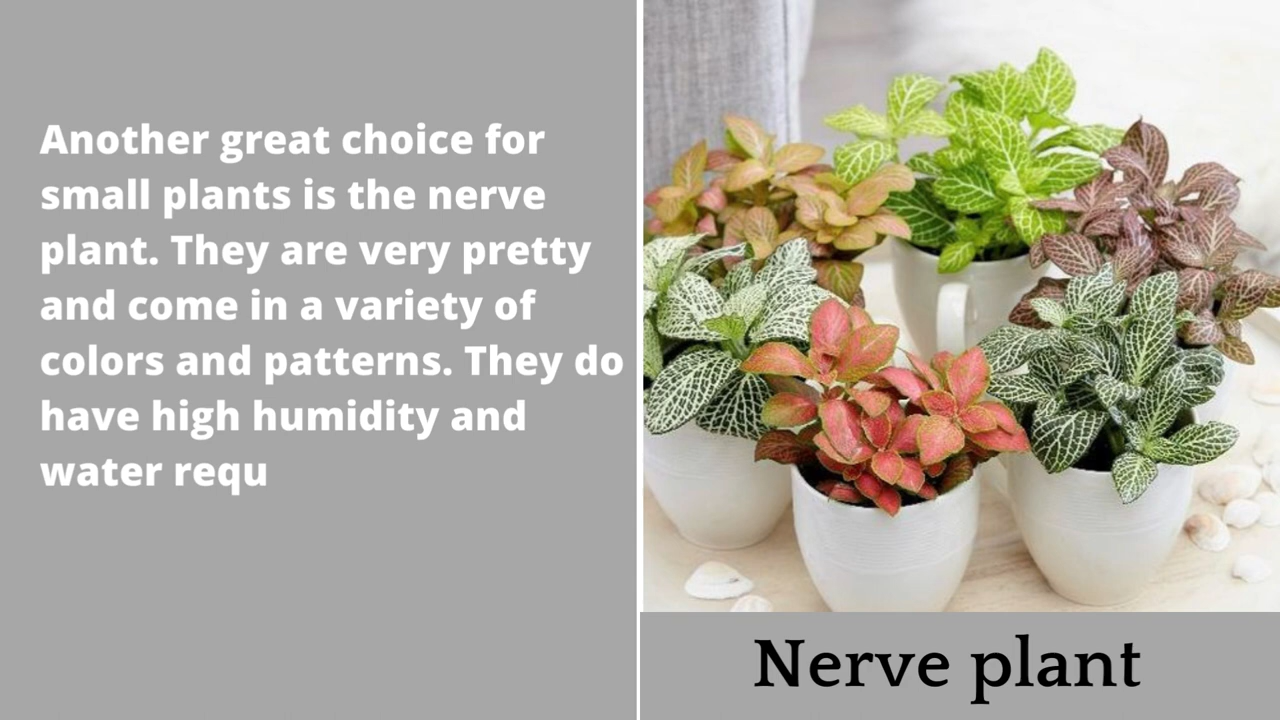 Another great choice for
small plants is the nerve
plant. They are very pretty
and come in a variety of
colors and patterns. They do
have high humidity and
water requ
Nerve plant